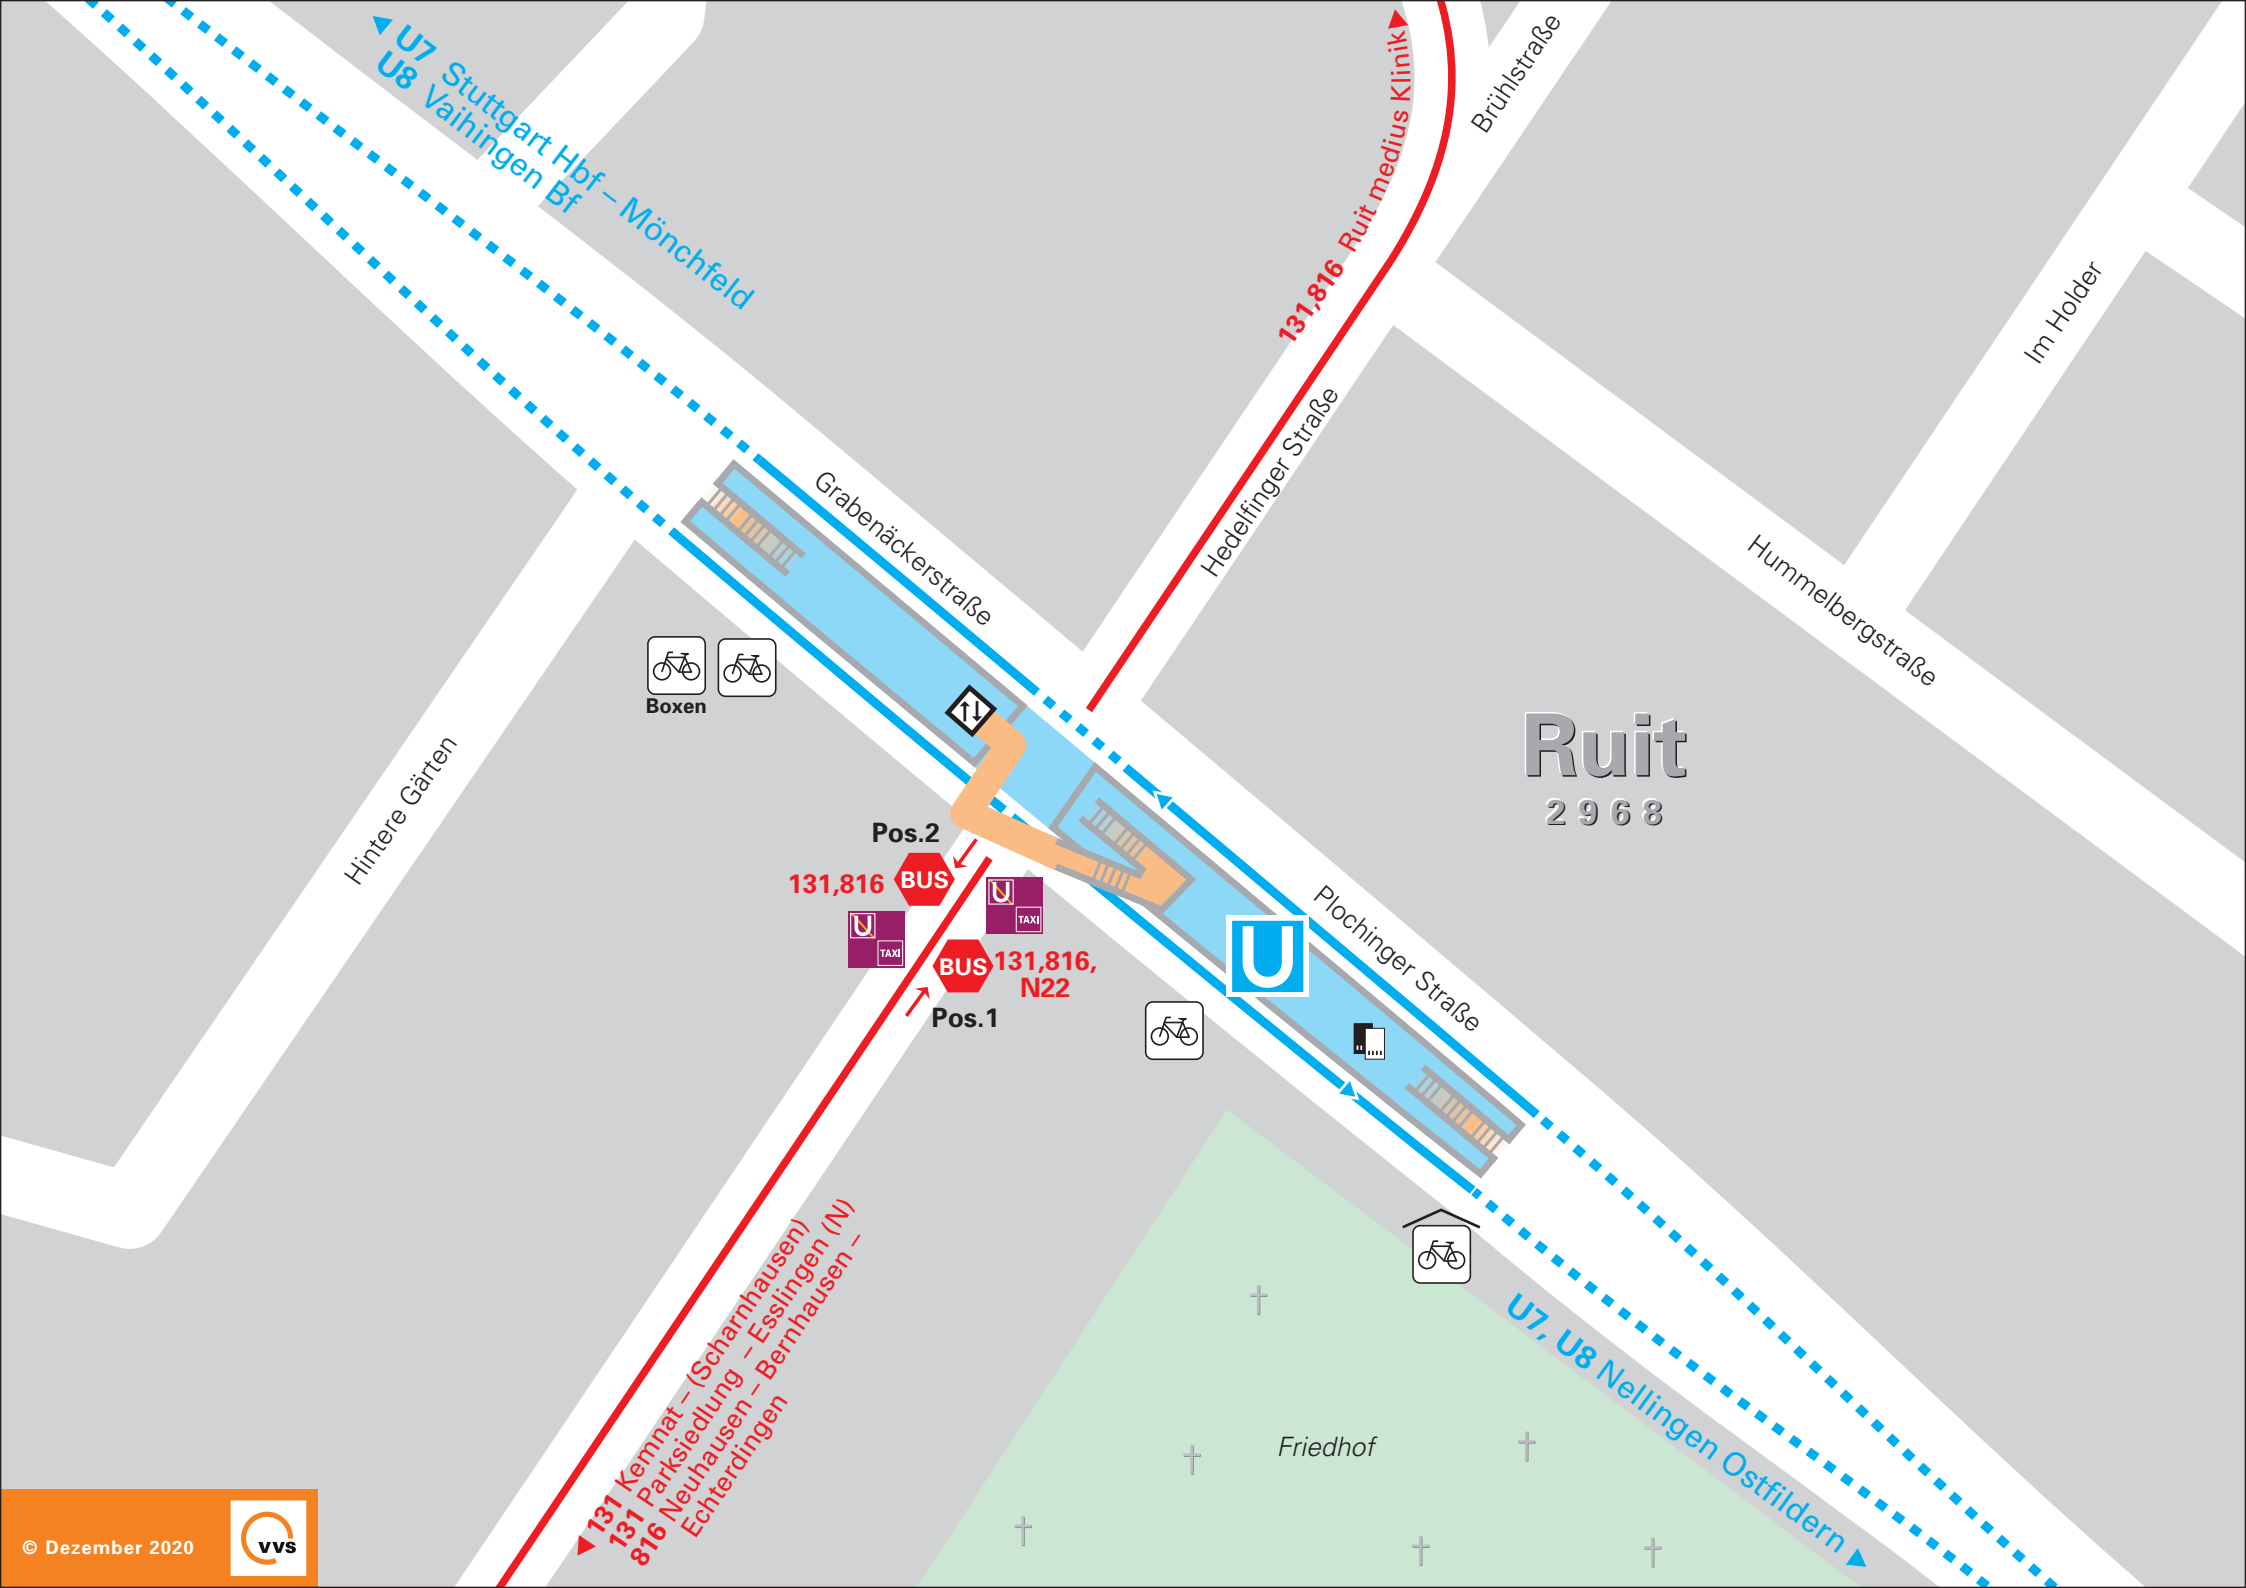 U7 Stuttgart Hbf – Mönchfeld
U8 Vaihingen Bf
131,816 Ruit medius Klinik
Brühlstraße
Im Holder
Hedelfinger Straße
Grabenäckerstraße
Hummelbergstraße
Boxen
Ruit
2968
Hintere Gärten
Pos.2
131,816
BUS
U
TAXI
U
TAXI
BUS
131,816,
N22
Pos.1
Plochinger Straße
U
131 Kemnat – (Scharnhausen)
131 Parksiedlung – Esslingen (N)
816 Neuhausen – Bernhausen –
Echterdingen
U7, U8 Nellingen Ostfildern
Friedhof
© Dezember 2020
vvs